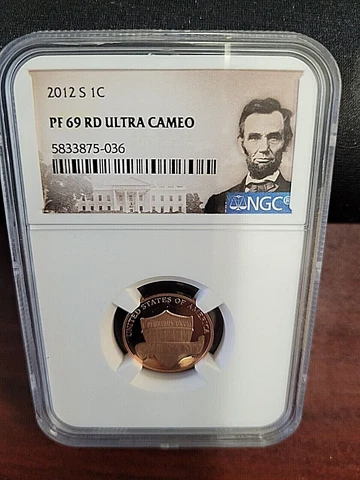 2012 S 1C
PF 69 RD ULTRA CAMEO
5833875-036
NGC
UNITED STATES OF AMERICA